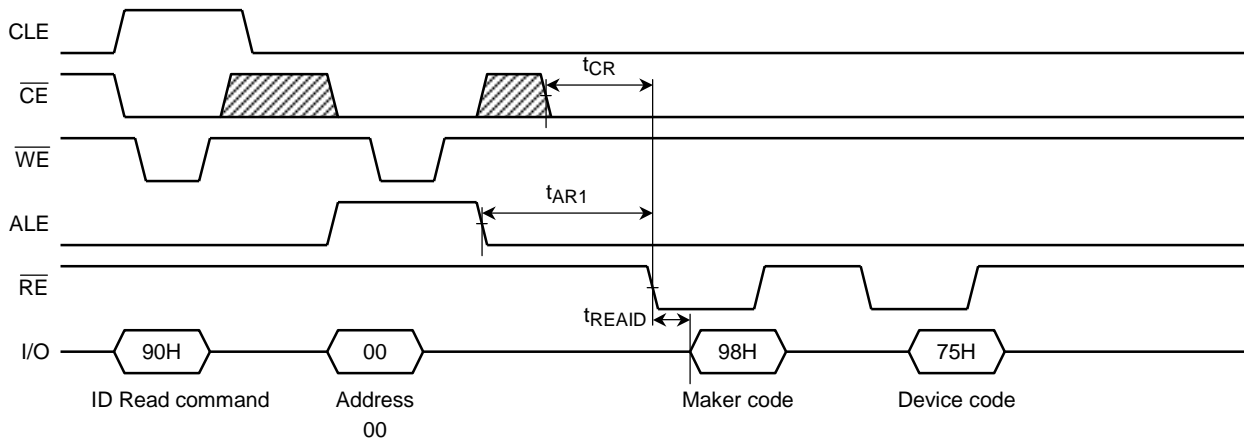 CLE
CE
tCR
WE
tAR1
ALE
RE
tREAID
I/O 90H 00 98H 75H
ID Read command Address Maker code Device code
00